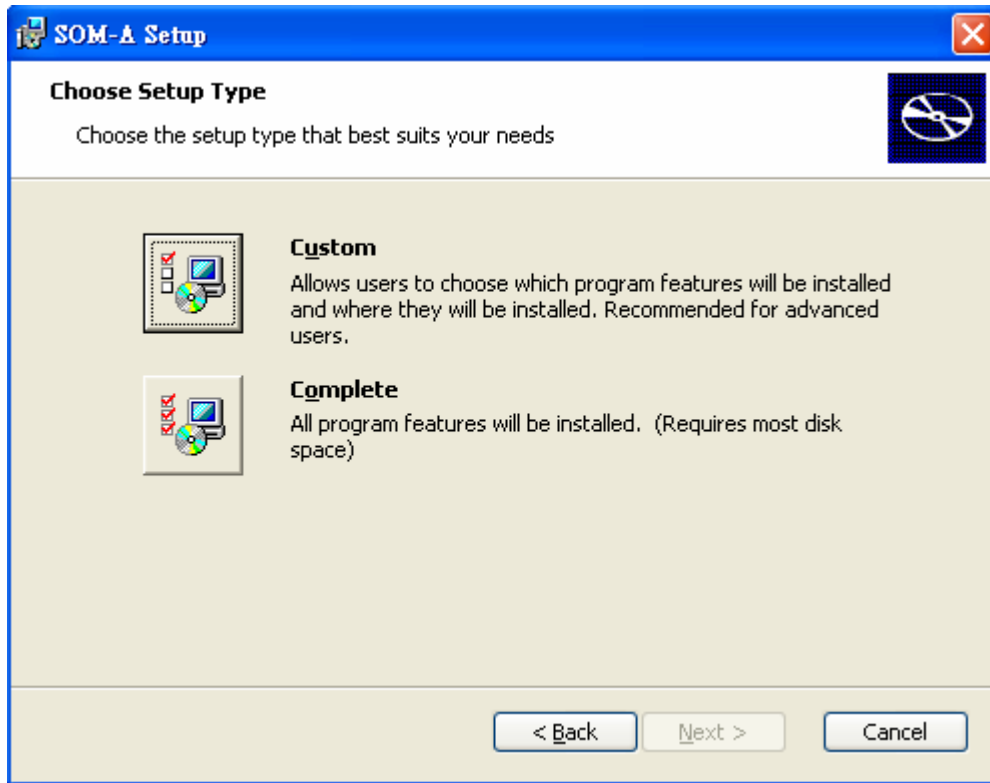 SOM-A Setup
Choose Setup Type
Choose the setup type that best suits your needs
Custom
Allows users to choose which program features will be installed
and where they will be installed. Recommended for advanced
users.
Complete
All program features will be installed.  (Requires most disk
space)
< Back
Next >
Cancel